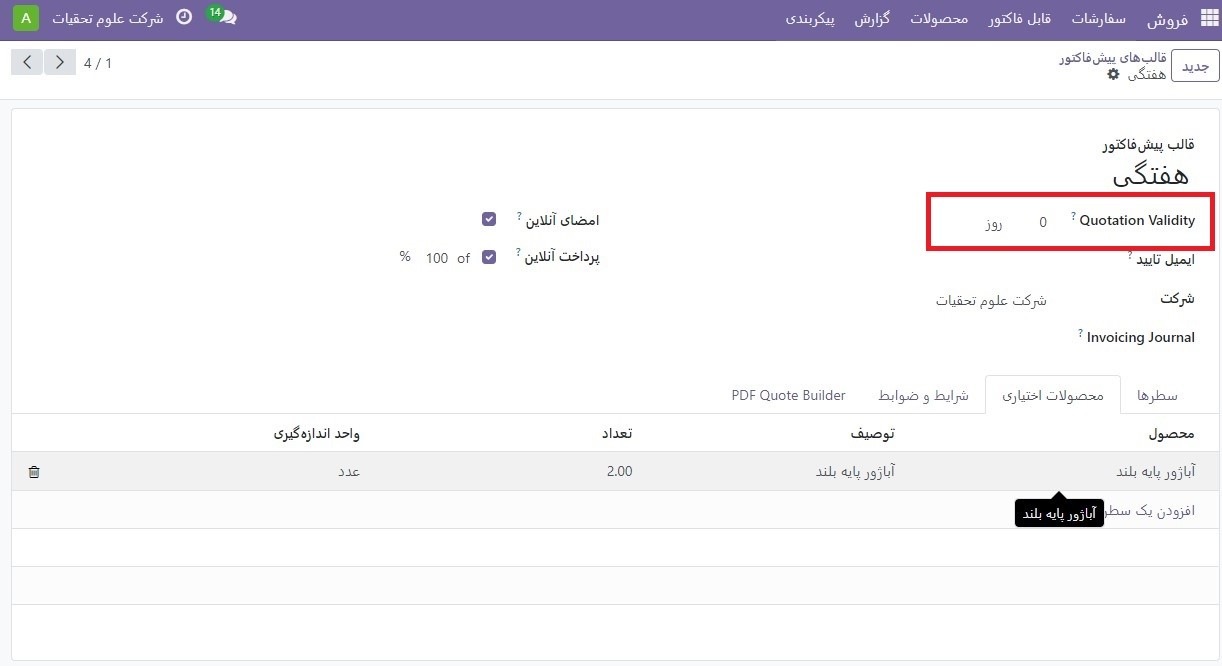 فروش سفارشات قابل فاکتور محصولات گزارش پیکربندی 14 شرکت علوم تحقیات A
جدید قالب‌های پیش‌فاکتور
هفتگی
4 / 1
قالب پیش‌فاکتور
هفتگی
Quotation Validity ? 0 روز
ایمیل تایید ?
شرکت شرکت علوم تحقیات
Invoicing Journal ?
امضای آنلاین ?
پرداخت آنلاین ? of 100 %
سطرها محصولات اختیاری شرایط و ضوابط PDF Quote Builder
محصول توصیف تعداد واحد اندازه‌گیری
آباژور پایه بلند آباژور پایه بلند 2.00 عدد
افزودن یک سطر
آباژور پایه بلند